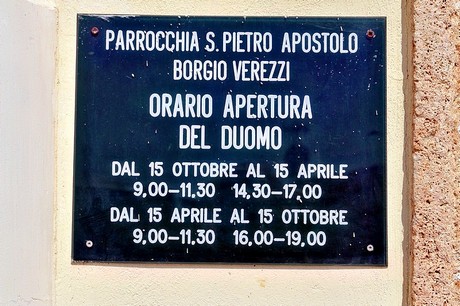 PARROCCHIA S. PIETRO APOSTOLO
BORGIO VEREZZI
ORARIO APERTURA
DEL DUOMO
DAL 15 OTTOBRE AL 15 APRILE
9,00-11,30 14,30-17,00
DAL 15 APRILE AL 15 OTTOBRE
9,00-11,30 16,00-19,00